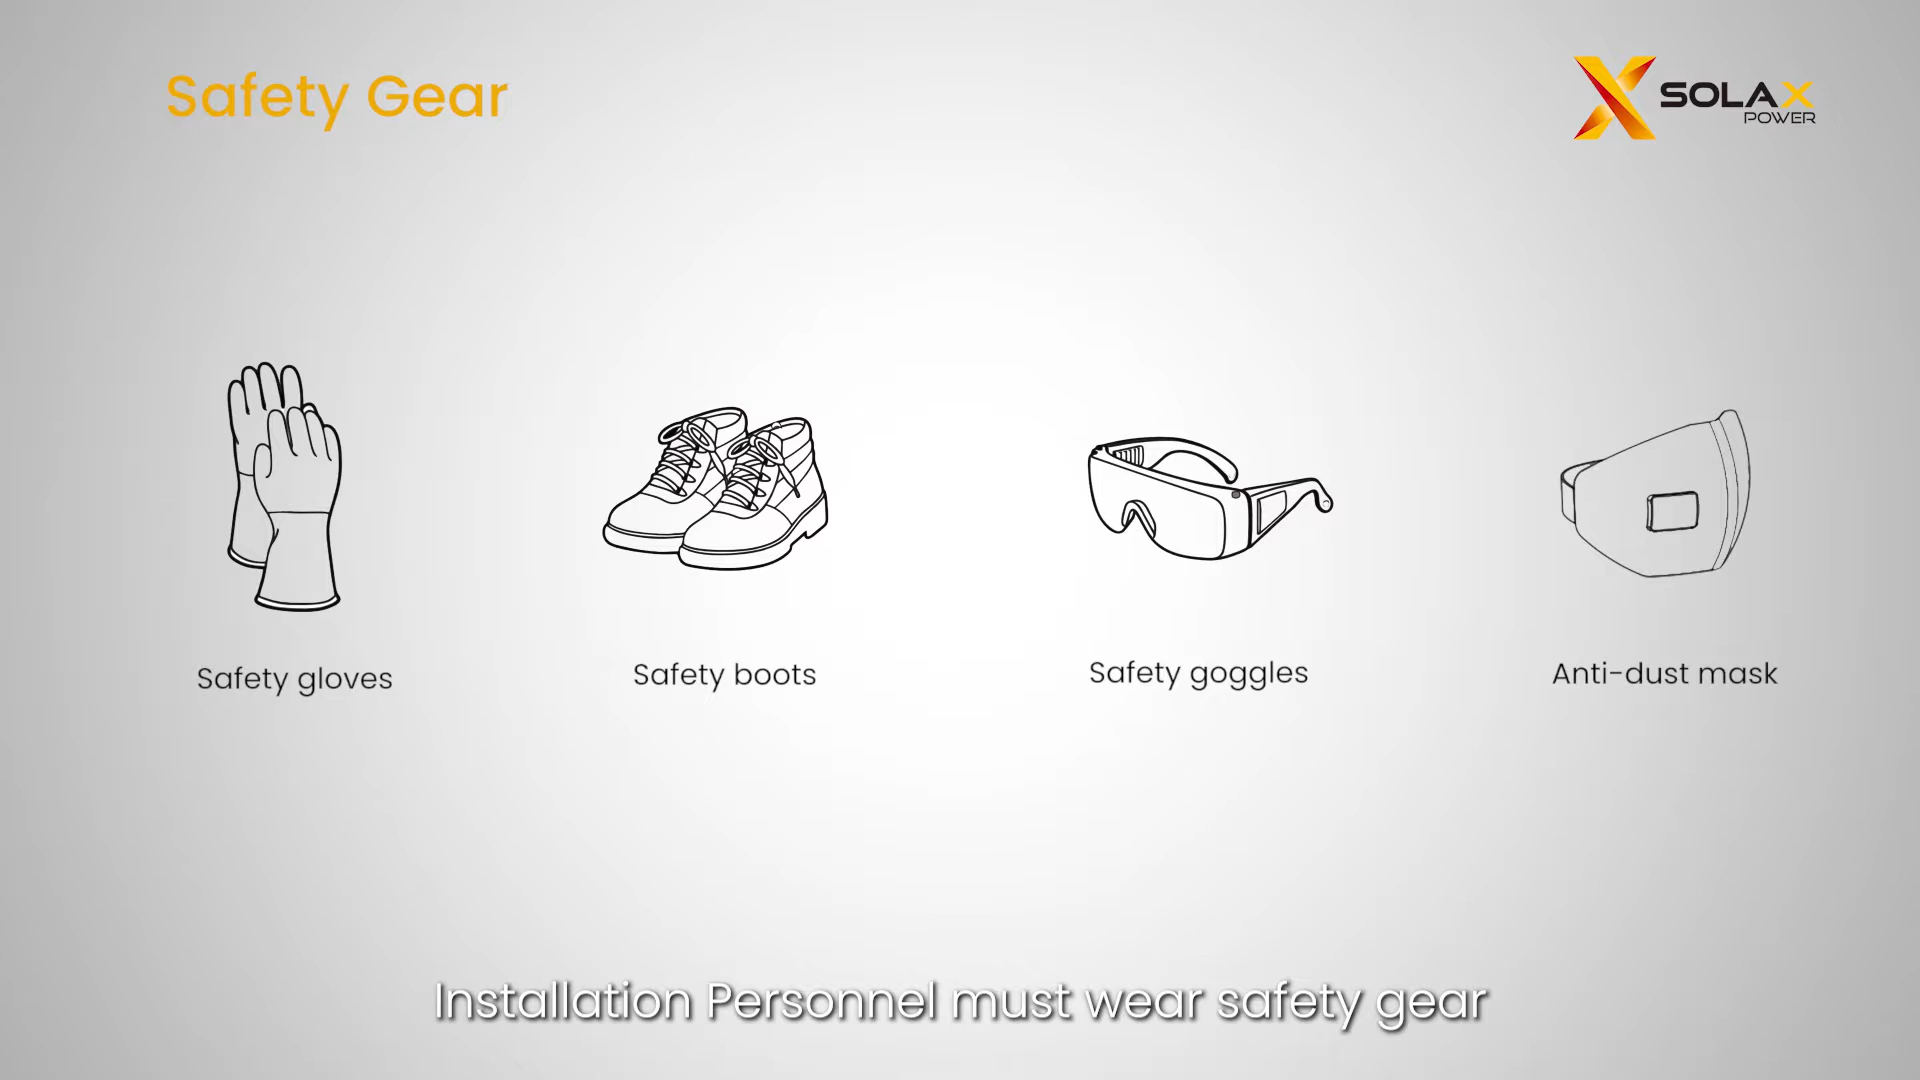 Safety Gear
SOLAX
POWER
Safety gloves
Safety boots
Safety goggles
Anti-dust mask
Installation Personnel must wear safety gear